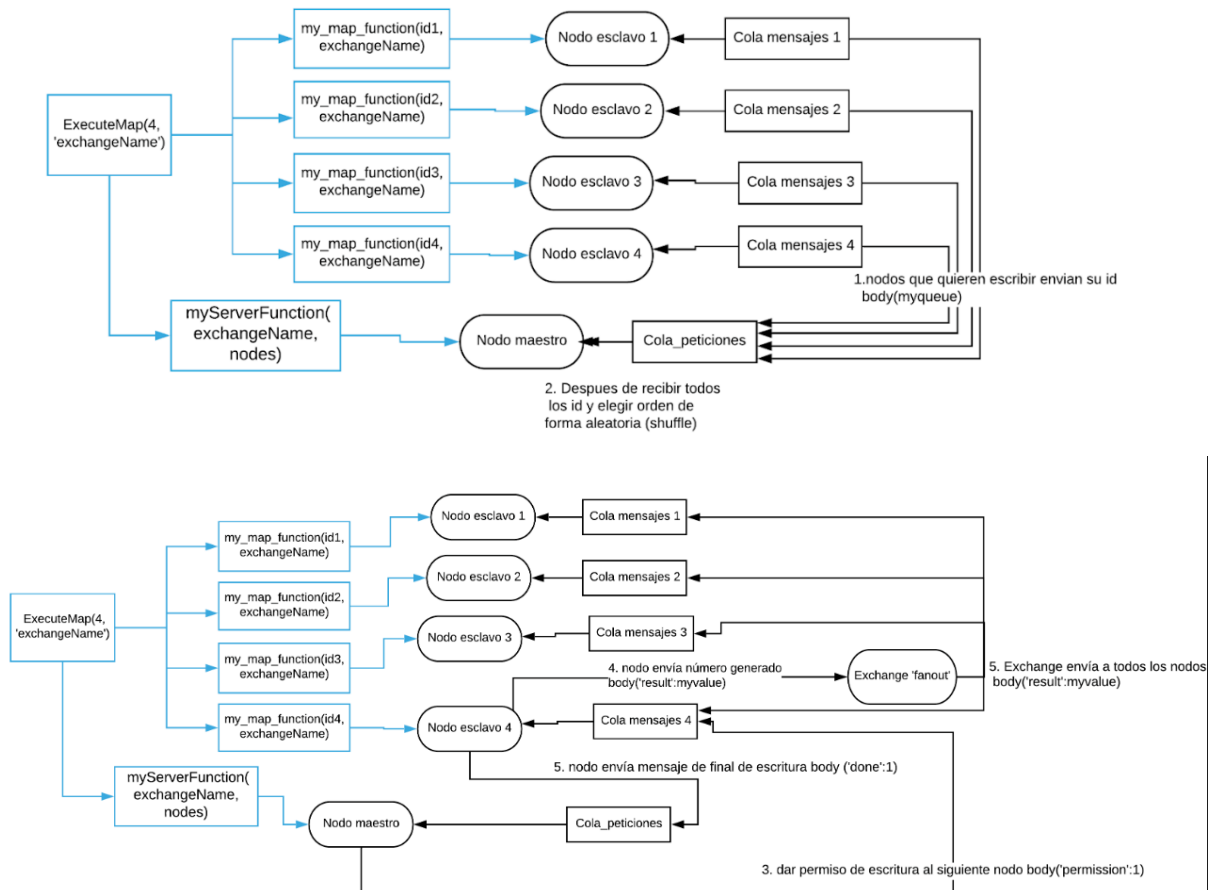 my_map_function(id1,
exchangeName)
Nodo esclavo 1
Cola mensajes 1
my_map_function(id2,
exchangeName)
Nodo esclavo 2
Cola mensajes 2
ExecuteMap(4,
'exchangeName')
my_map_function(id3,
exchangeName)
Nodo esclavo 3
Cola mensajes 3
my_map_function(id4,
exchangeName)
Nodo esclavo 4
Cola mensajes 4
1.nodos que quieren escribir envian su id
body(myqueue)
myServerFunction(
exchangeName,
nodes)
Nodo maestro
Cola_peticiones
2. Despues de recibir todos
los id y elegir orden de
forma aleatoria (shuffle)
Nodo esclavo 1
Cola mensajes 1
my_map_function(id1,
exchangeName)
Nodo esclavo 2
Cola mensajes 2
my_map_function(id2,
exchangeName)
ExecuteMap(4,
'exchangeName')
Nodo esclavo 3
Cola mensajes 3
my_map_function(id3,
exchangeName)
4. nodo envía número generado
body('result':myvalue)
Exchange 'fanout'
5. Exchange envía a todos los nodos
body('result':myvalue)
my_map_function(id4,
exchangeName)
Nodo esclavo 4
Cola mensajes 4
5. nodo envía mensaje de final de escritura body ('done':1)
myServerFunction(
exchangeName,
nodes)
Nodo maestro
Cola_peticiones
3. dar permiso de escritura al siguiente nodo body('permission':1)